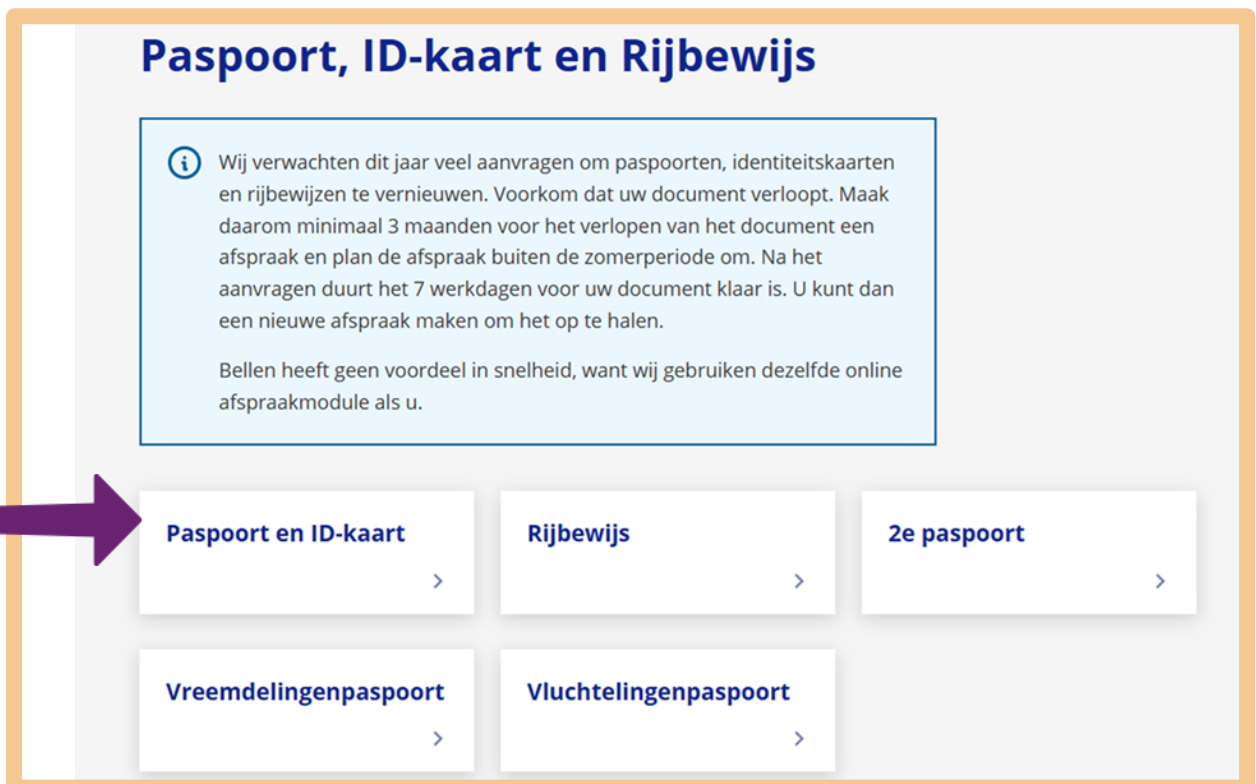 Paspoort, ID-kaart en Rijbewijs
Wij verwachten dit jaar veel aanvragen om paspoorten, identiteitskaarten
en rijbewijzen te vernieuwen. Voorkom dat uw document verloopt. Maak
daarom minimaal 3 maanden voor het verlopen van het document een
afspraak en plan de afspraak buiten de zomerperiode om. Na het
aanvragen duurt het 7 werkdagen voor uw document klaar is. U kunt dan
een nieuwe afspraak maken om het op te halen.
Bellen heeft geen voordeel in snelheid, want wij gebruiken dezelfde online
afspraakmodule als u.
Paspoort en ID-kaart
Rijbewijs
2e paspoort
Vreemdelingenpaspoort
Vluchtelingenpaspoort